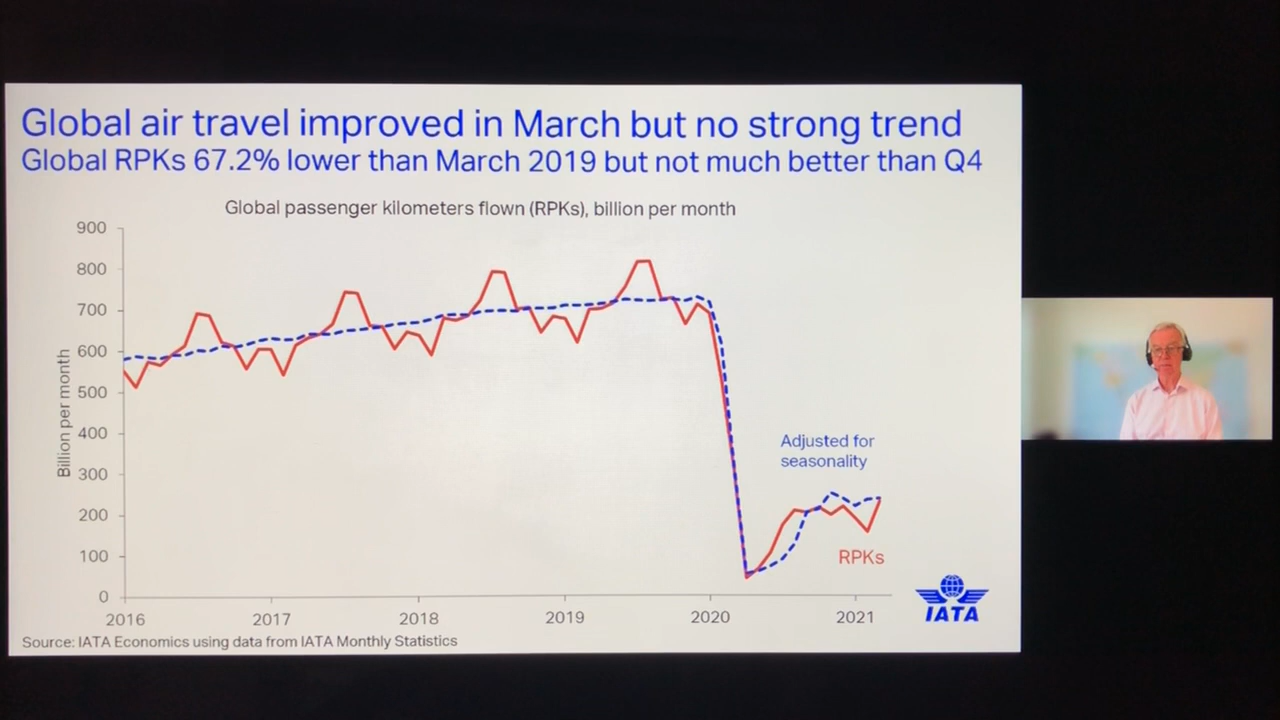 Global air travel improved in March but no strong trend
Global RPKs 67.2% lower than March 2019 but not much better than Q4
Global passenger kilometers flown (RPKs), billion per month
Billion per month
900
800
700
600
500
400
300
200
100
0
Adjusted for
seasonality
RPKs
2016
2017
2018
2019
2020
2021
IATA
Source: IATA Economics using data from IATA Monthly Statistics